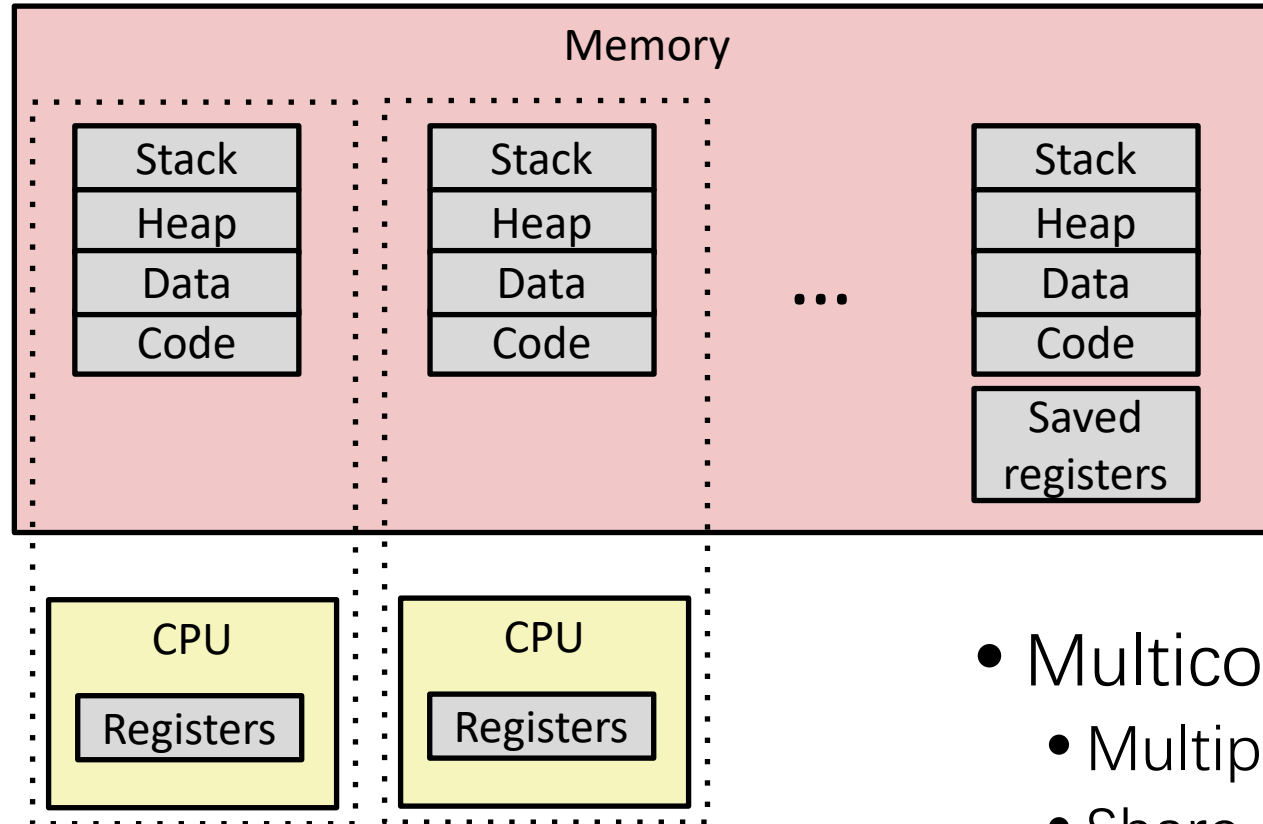 Memory
Stack
Heap
Data
Code
Stack
Heap
Data
Code
...
Stack
Heap
Data
Code
Saved
registers
CPU
Registers
CPU
Registers
• Multico
• Multip